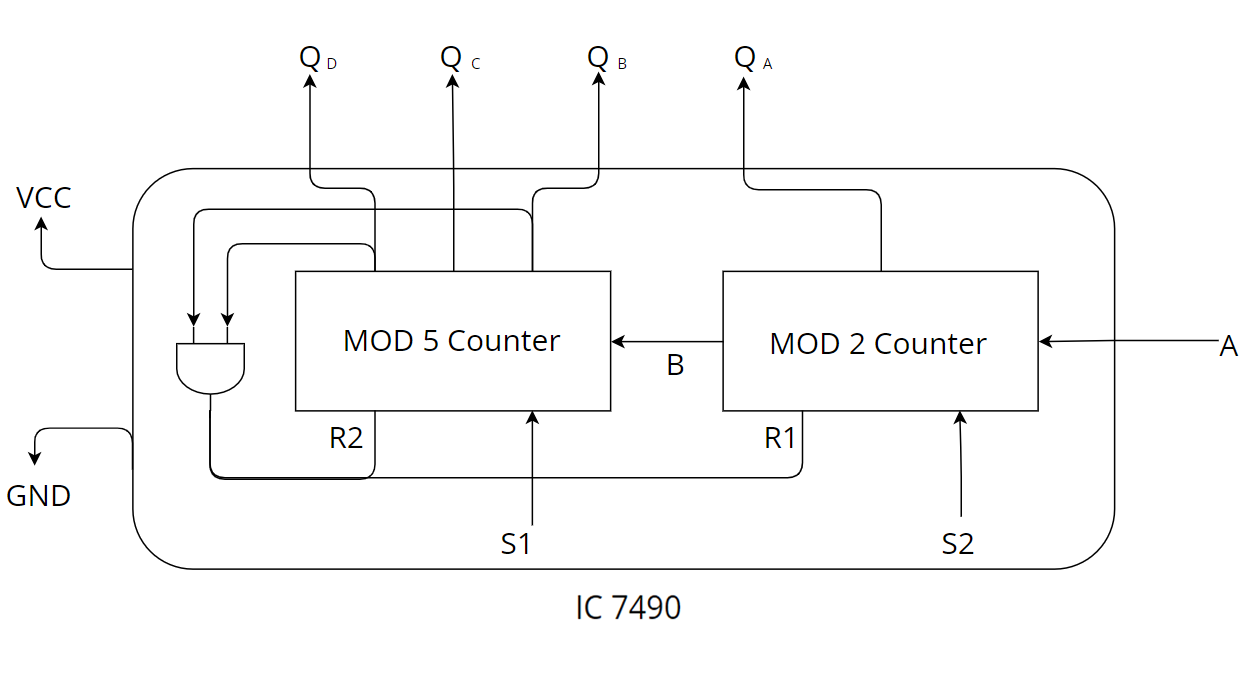 Q D
Q C
Q B
Q A
VCC
MOD 5 Counter
MOD 2 Counter
A
B
R2
R1
GND
S1
S2
IC 7490